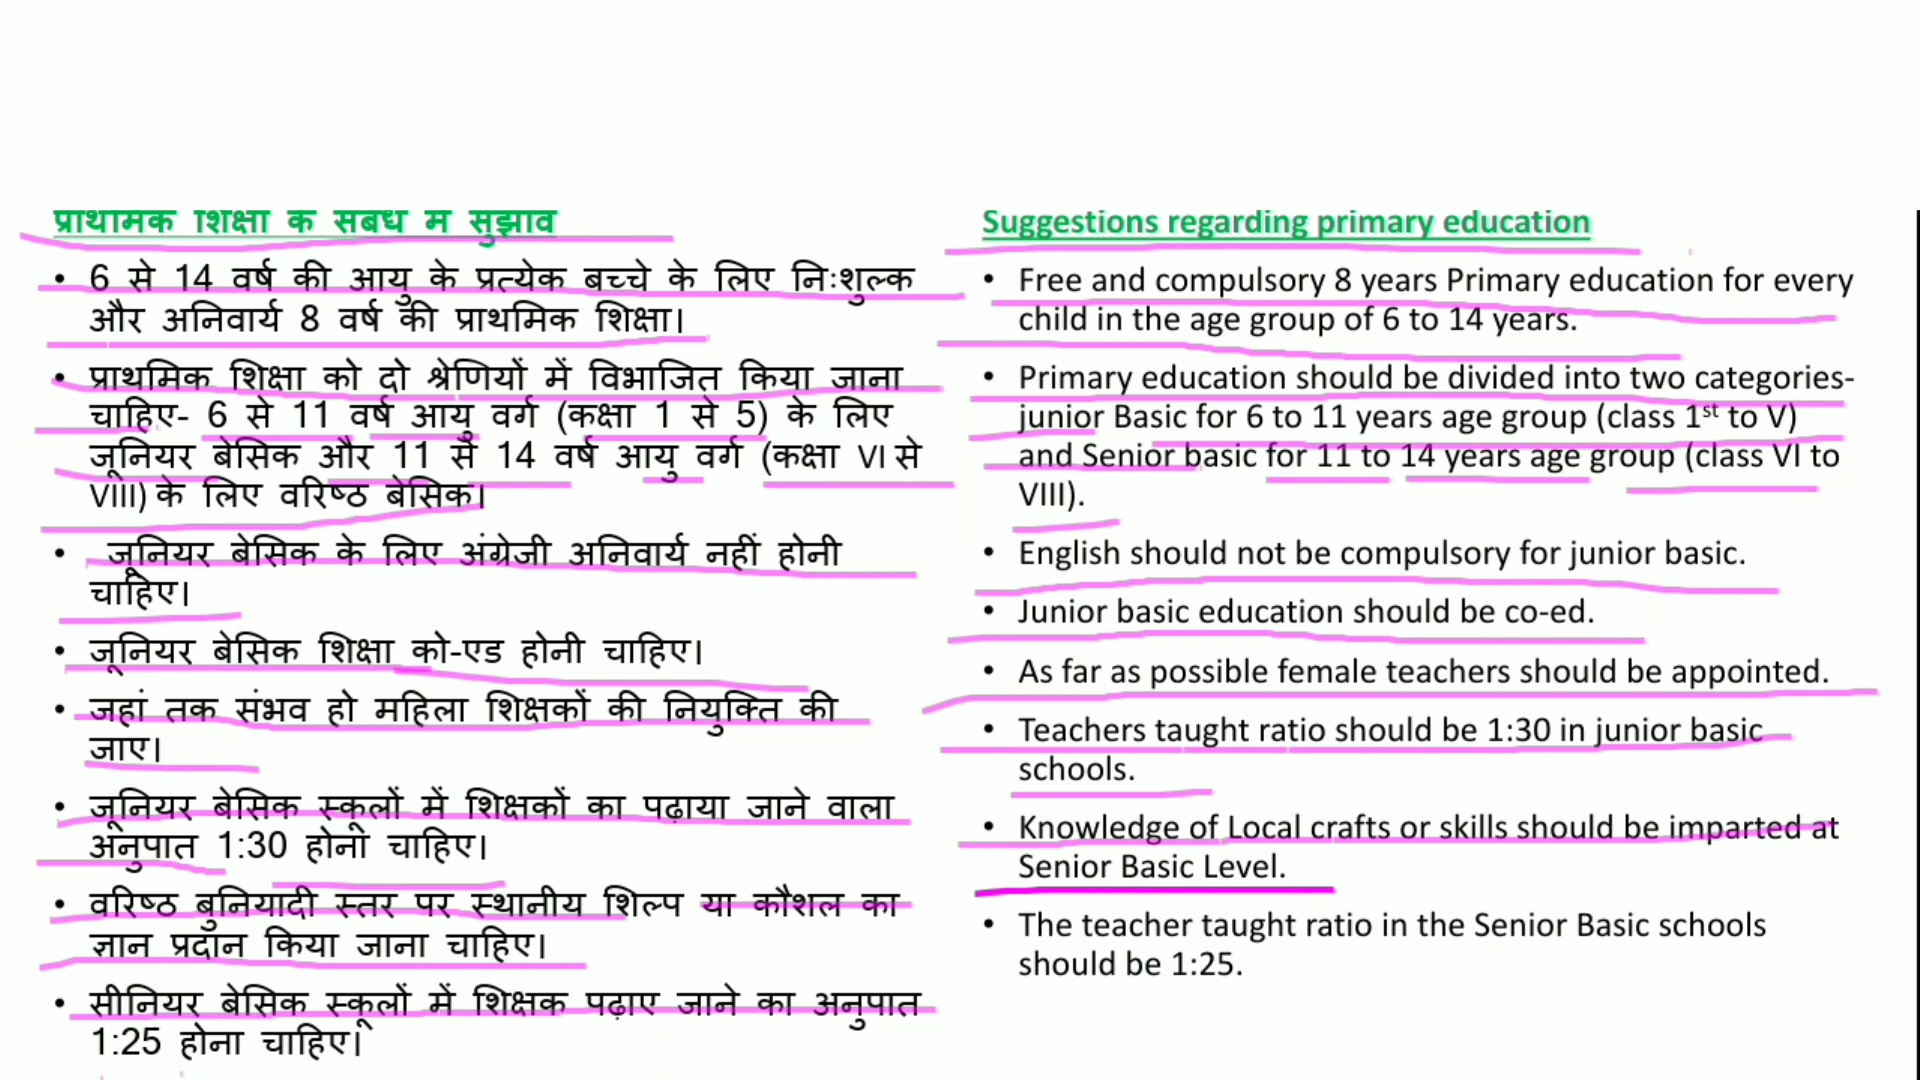 प्राथमिक शिक्षा के संबंध में सुझाव
• 6 से 14 वर्ष की आयु के प्रत्येक बच्चे के लिए निःशुल्क
और अनिवार्य 8 वर्ष की प्राथमिक शिक्षा।
• प्राथमिक शिक्षा को दो श्रेणियों में विभाजित किया जाना
चाहिए- 6 से 11 वर्ष आयु वर्ग (कक्षा 1 से 5) के लिए
जूनियर बेसिक और 11 से 14 वर्ष आयु वर्ग (कक्षा VI से
VIII) के लिए वरिष्ठ बेसिक।
• जूनियर बेसिक के लिए अंग्रेजी अनिवार्य नहीं होनी
चाहिए।
• जूनियर बेसिक शिक्षा को-एड होनी चाहिए।
• जहां तक संभव हो महिला शिक्षकों की नियुक्ति की
जाए।
• जूनियर बेसिक स्कूलों में शिक्षकों का पढ़ाया जाने वाला
अनुपात 1:30 होना चाहिए।
• वरिष्ठ बुनियादी स्तर पर स्थानीय शिल्प या कौशल का
ज्ञान प्रदान किया जाना चाहिए।
• सीनियर बेसिक स्कूलों में शिक्षक पढ़ाए जाने का अनुपात
1:25 होना चाहिए।
Suggestions regarding primary education
• Free and compulsory 8 years Primary education for every
child in the age group of 6 to 14 years.
• Primary education should be divided into two categories-
junior Basic for 6 to 11 years age group (class 1st to V)
and Senior basic for 11 to 14 years age group (class VI to
VIII).
• English should not be compulsory for junior basic.
• Junior basic education should be co-ed.
• As far as possible female teachers should be appointed.
• Teachers taught ratio should be 1:30 in junior basic
schools.
• Knowledge of Local crafts or skills should be imparted at
Senior Basic Level.
• The teacher taught ratio in the Senior Basic schools
should be 1:25.